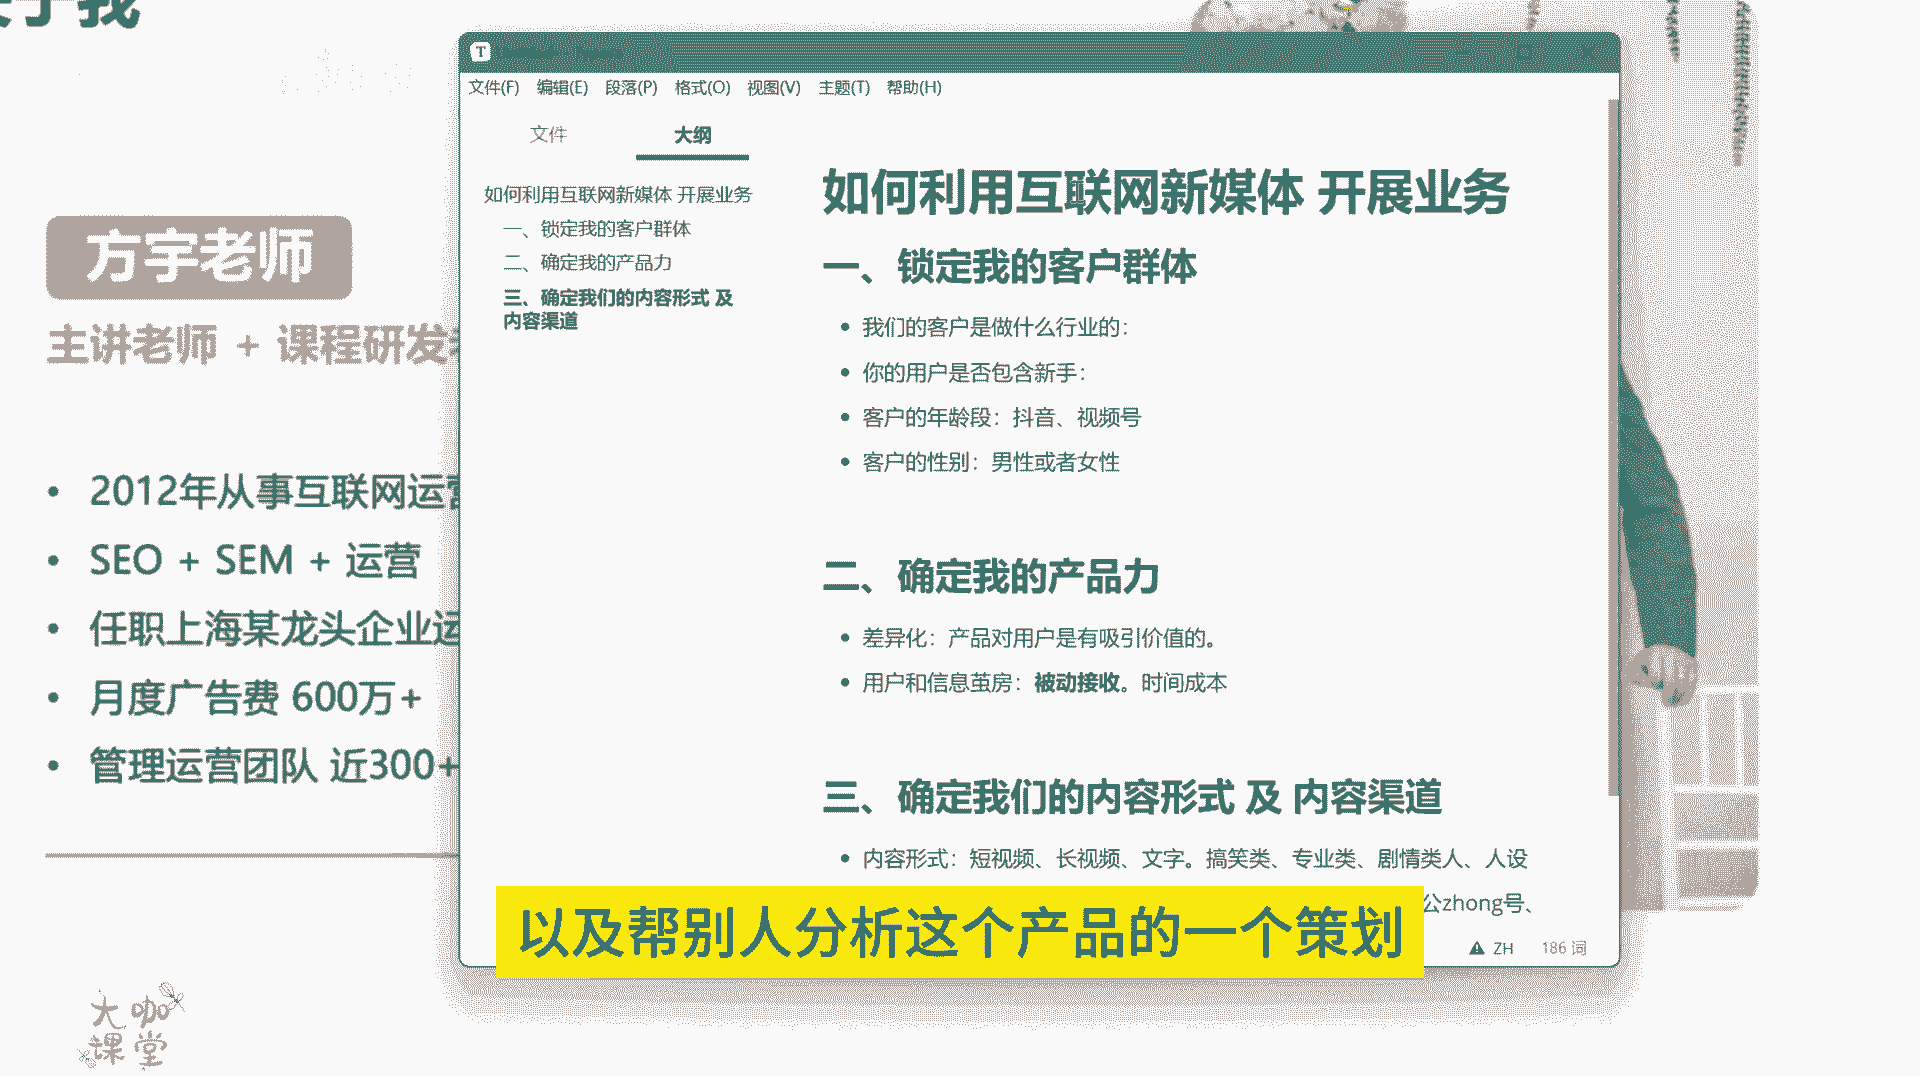 于我
方宇老师
主讲老师 + 课程研发
2012年从事互联网运营
SEO + SEM + 运营
任职上海某龙头企业运
月度广告费 600万+
管理运营团队 近300+
大咖
课堂
T
文件(F) 编辑(E) 段落(P) 格式(O) 视图(V) 主题(T) 帮助(H)
文件 大纲
如何利用互联网新媒体 开展业务
一、锁定我的客户群体
二、确定我的产品力
三、确定我们的内容形式 及
内容渠道
如何利用互联网新媒体 开展业务
一、锁定我的客户群体
我们的客户是做什么行业的：
你的用户是否包含新手：
客户的年龄段：抖音、视频号
客户的性别：男性或者女性
二、确定我的产品力
差异化：产品对用户是有吸引价值的。
用户和信息茧房：被动接收。时间成本
三、确定我们的内容形式 及 内容渠道
内容形式：短视频、长视频、文字。搞笑类、专业类、剧情类人、人设
公zhong号、
ZH 186 词
以及帮别人分析这个产品的一个策划